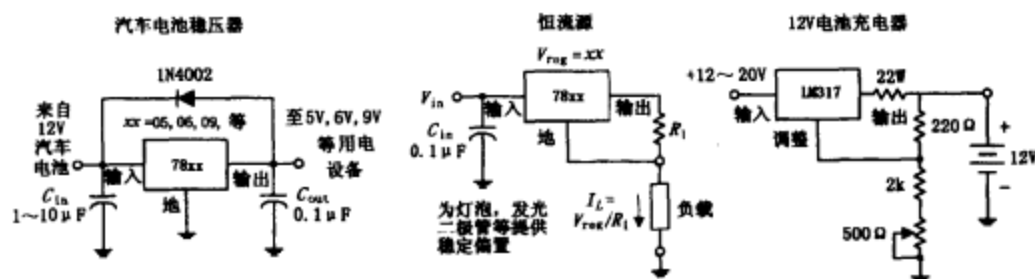 汽车电池稳压器
1N4002
来自
12V
汽车
电池
xx=05,06,09,等
输入
78xx
输出
地
至5V,6V,9V
等用电
设备
Cin
1~10μF
Cout
0.1μF
恒流源
Vrog=xx
Vin
输入
78xx
输出
地
Cin
0.1μF
R1
为灯泡，发光
二极管等提供
稳定偏置
IL=
Vrog/R1
负载
12V电池充电器
+12~20V
输入
LM317
22W
输出
调整
220Ω
2k
500Ω
+
12V
-